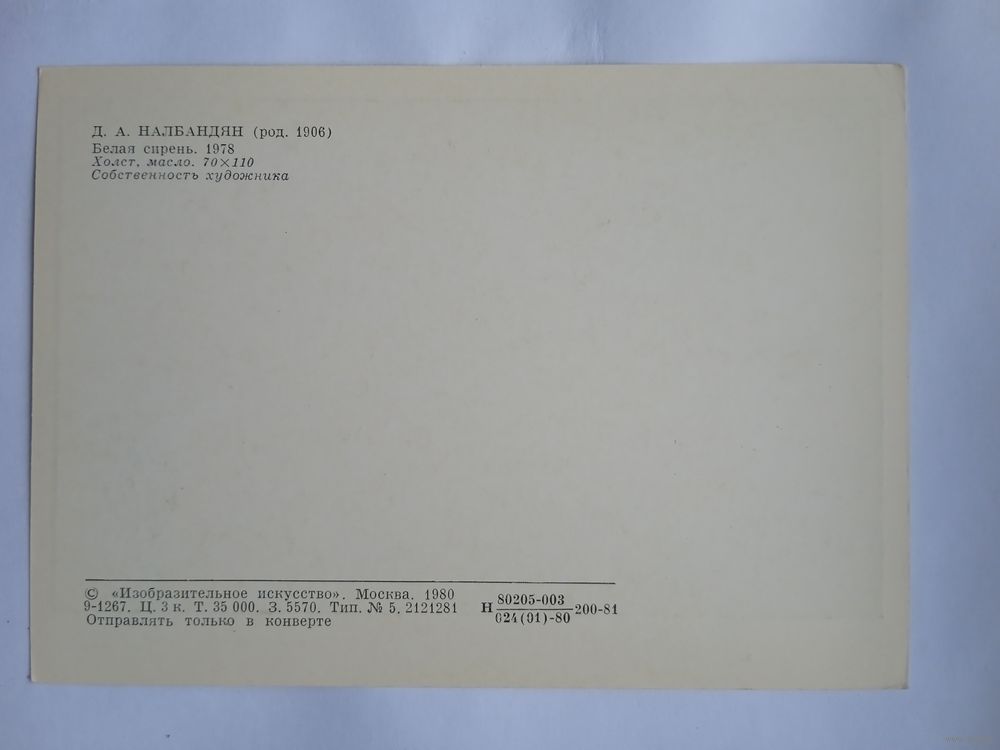 Д. А. НАЛБАНДЯН (род. 1906)
Белая сирень. 1978
Холст, масло. 70×110
Собственность художника
© «Изобразительное искусство». Москва. 1980
9-1267. Ц. 3 к. Т. 35 000. З. 5570. Тип. № 5. 2121281
Отправлять только в конверте
Н 80205-003 / 024(01)-80 200-81